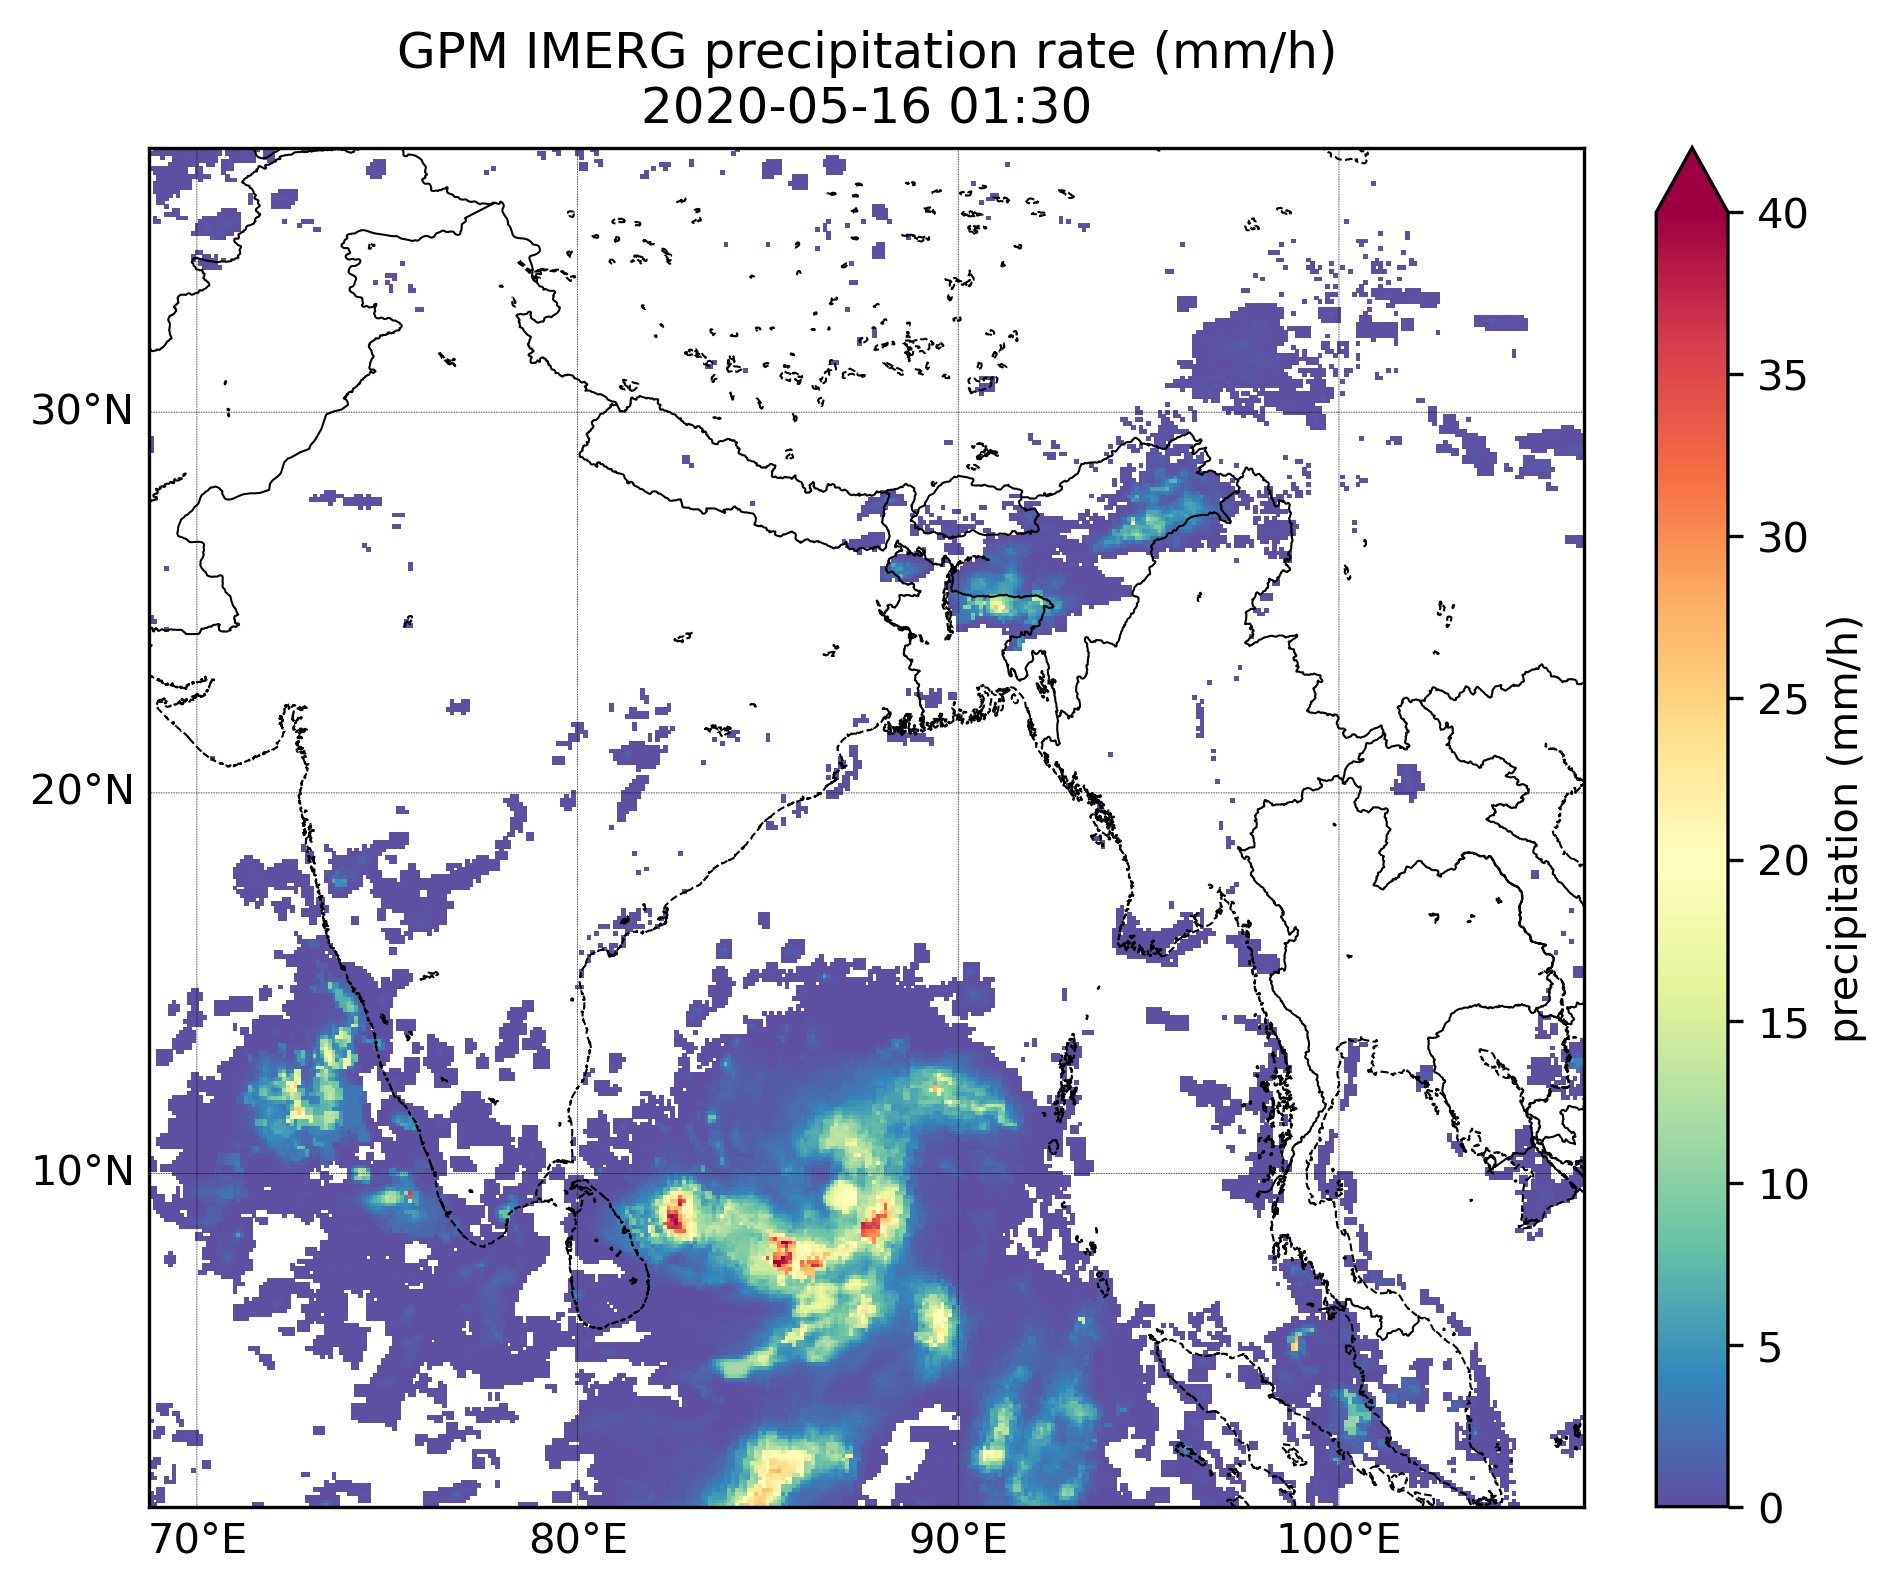 GPM IMERG precipitation rate (mm/h)
2020-05-16 01:30
30°N
20°N
10°N
70°E
80°E
90°E
100°E
40
35
30
25
20
15
10
5
0
precipitation (mm/h)